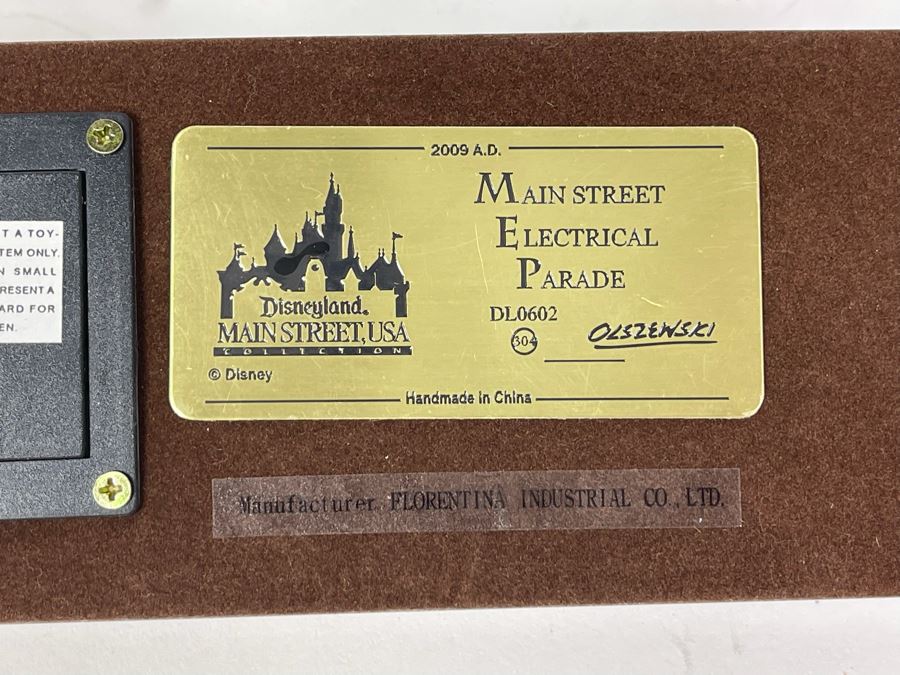 T A TOY-
TEM ONLY.
N SMALL
PRESENT A
ARD FOR
EN.
2009 A.D.
MAIN STREET
ELECTRICAL
PARADE
DL0602
304
OLSZEWSKI
Disneyland®
MAIN STREET, USA
COLLECTION
© Disney
Handmade in China
Manufacturer FLORENTINA INDUSTRIAL CO., LTD.